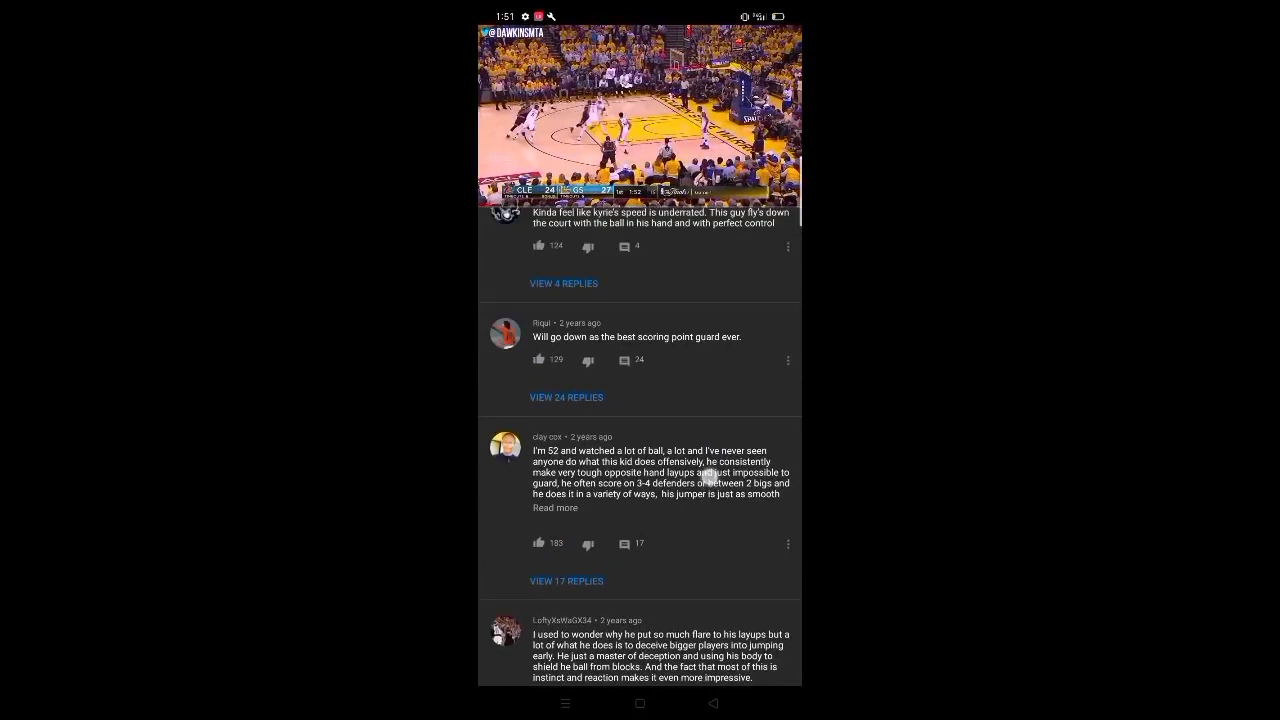 1:51
@DAWKINSMTA
CLE 24 GS 27 1st 1:52
Kinda feel like kyrie's speed is underrated. This guy fly's down
the court with the ball in his hand and with perfect control
124 4
VIEW 4 REPLIES
Riqui • 2 years ago
Will go down as the best scoring point guard ever.
129 24
VIEW 24 REPLIES
clay cox • 2 years ago
I'm 52 and watched a lot of ball, a lot and I've never seen
anyone do what this kid does offensively, he consistently
make very tough opposite hand layups and just impossible to
guard, he often score on 3-4 defenders or between 2 bigs and
he does it in a variety of ways, his jumper is just as smooth
Read more
183 17
VIEW 17 REPLIES
LoftyXsWaGX34 • 2 years ago
I used to wonder why he put so much flare to his layups but a
lot of what he does is to deceive bigger players into jumping
early. He just a master of deception and using his body to
shield he ball from blocks. And the fact that most of this is
instinct and reaction makes it even more impressive.